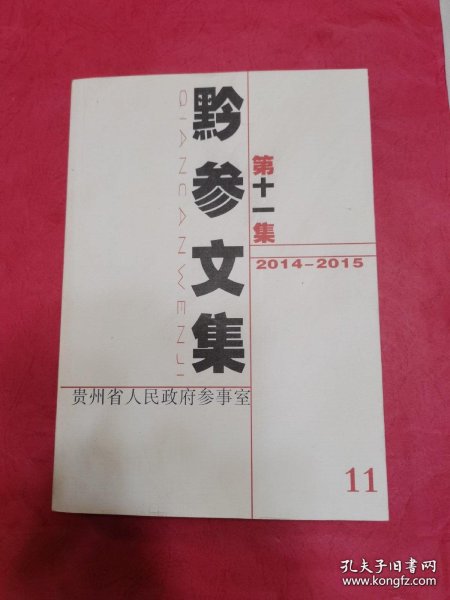 黔参文集
QIANCANWENJI
第十一集
2014-2015
贵州省人民政府参事室
11
孔夫子旧书网
www.kongfz.com